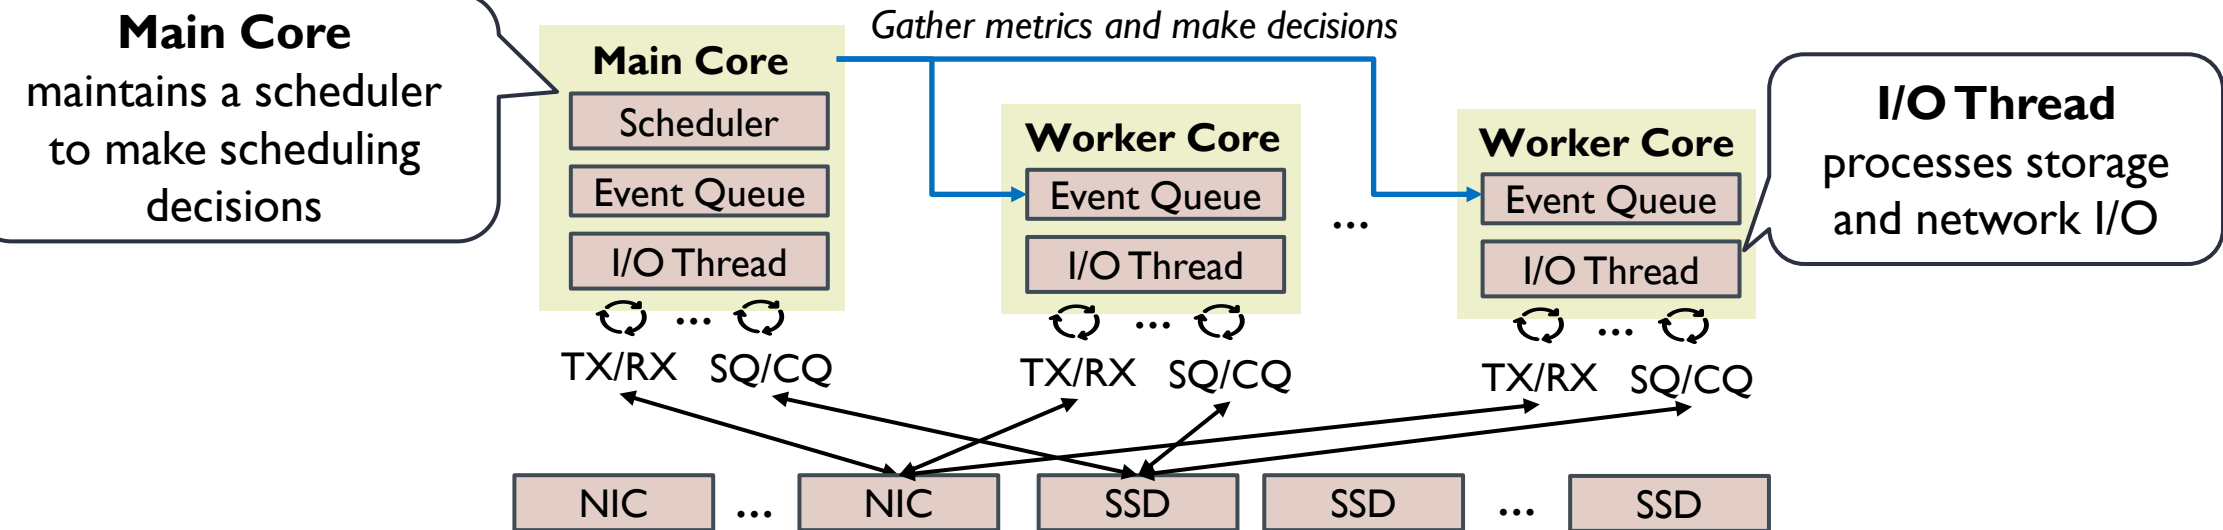 Main Core
maintains a scheduler
to make scheduling
decisions
Gather metrics and make decisions
Main Core
Scheduler
Event Queue
I/O Thread
... 
TX/RX SQ/CQ
Worker Core
Event Queue
I/O Thread
...
TX/RX SQ/CQ
...
Worker Core
Event Queue
I/O Thread
...
TX/RX SQ/CQ
I/O Thread
processes storage
and network I/O
NIC ... NIC SSD SSD ... SSD